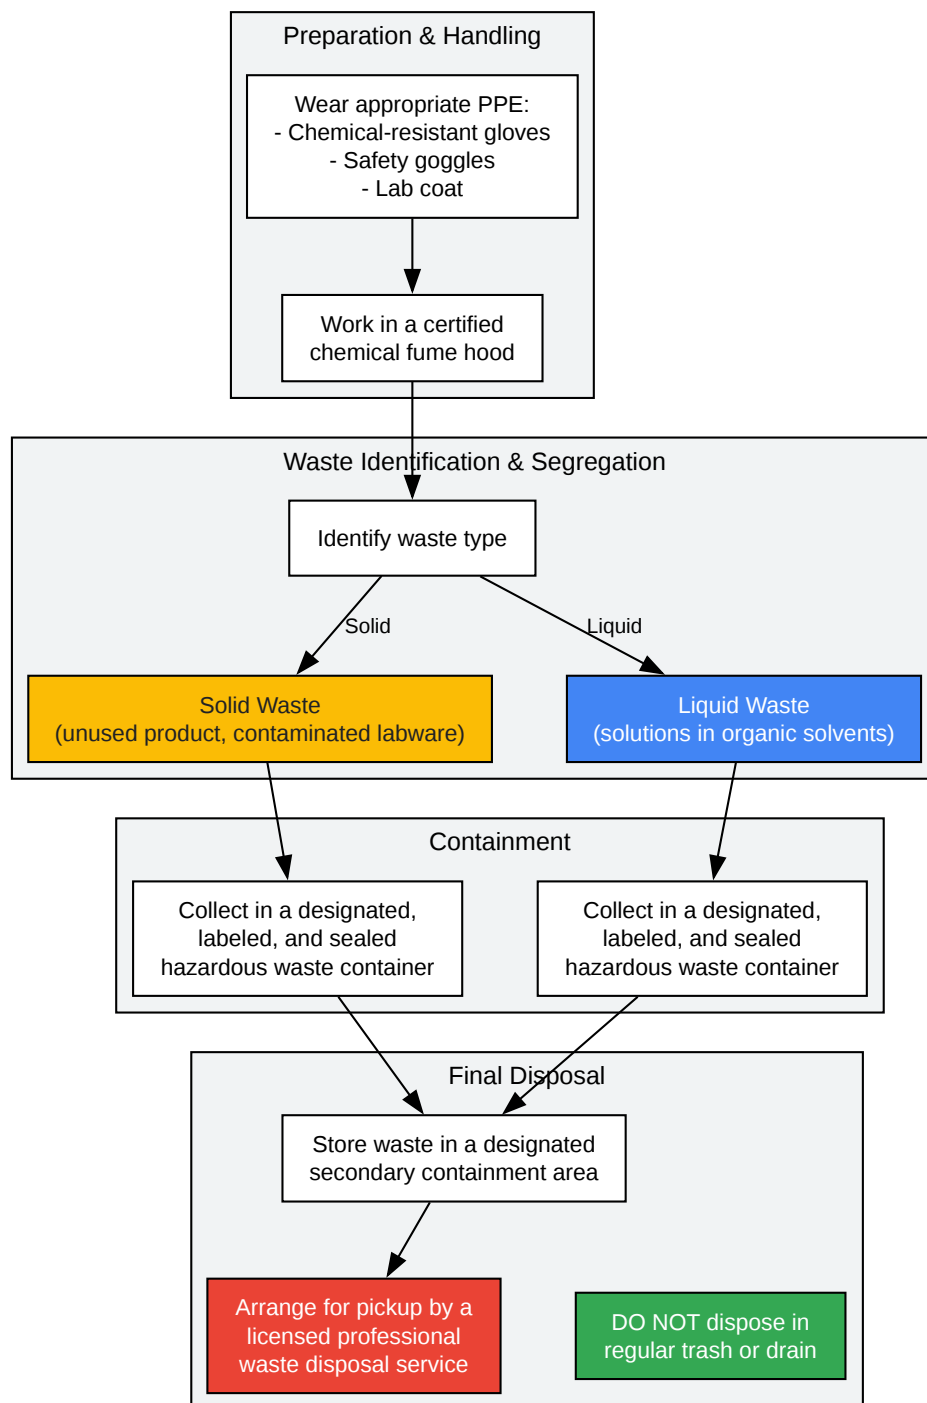 Preparation & Handling
Wear appropriate PPE:
- Chemical-resistant gloves
- Safety goggles
- Lab coat
Work in a certified
chemical fume hood
Waste Identification & Segregation
Identify waste type
Solid
Liquid
Solid Waste
(unused product, contaminated labware)
Liquid Waste
(solutions in organic solvents)
Containment
Collect in a designated,
labeled, and sealed
hazardous waste container
Collect in a designated,
labeled, and sealed
hazardous waste container
Final Disposal
Store waste in a designated
secondary containment area
Arrange for pickup by a
licensed professional
waste disposal service
DO NOT dispose in
regular trash or drain